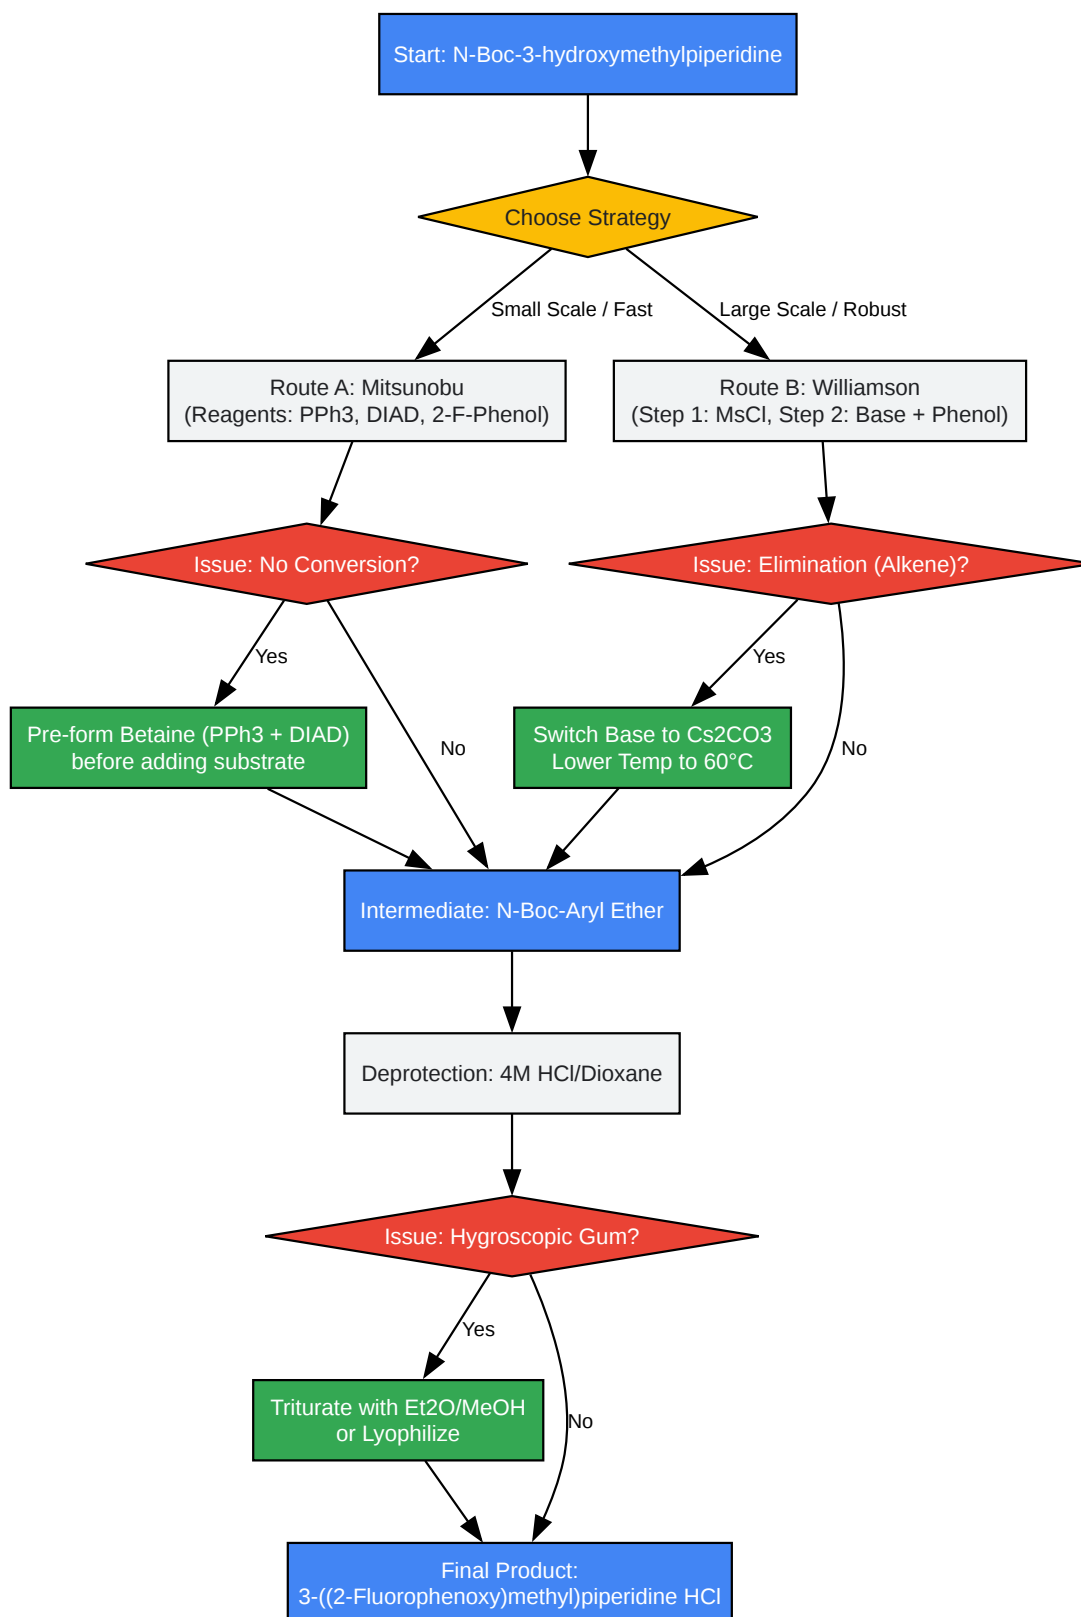 Start: N-Boc-3-hydroxymethylpiperidine
Choose Strategy
Small Scale / Fast
Large Scale / Robust
Route A: Mitsunobu
(Reagents: PPh3, DIAD, 2-F-Phenol)
Route B: Williamson
(Step 1: MsCl, Step 2: Base + Phenol)
Issue: No Conversion?
Issue: Elimination (Alkene)?
Yes
Yes
Pre-form Betaine (PPh3 + DIAD)
before adding substrate
No
Switch Base to Cs2CO3
Lower Temp to 60°C
No
Intermediate: N-Boc-Aryl Ether
Deprotection: 4M HCl/Dioxane
Issue: Hygroscopic Gum?
Yes
Triturate with Et2O/MeOH
or Lyophilize
No
Final Product:
3-((2-Fluorophenoxy)methyl)piperidine HCl